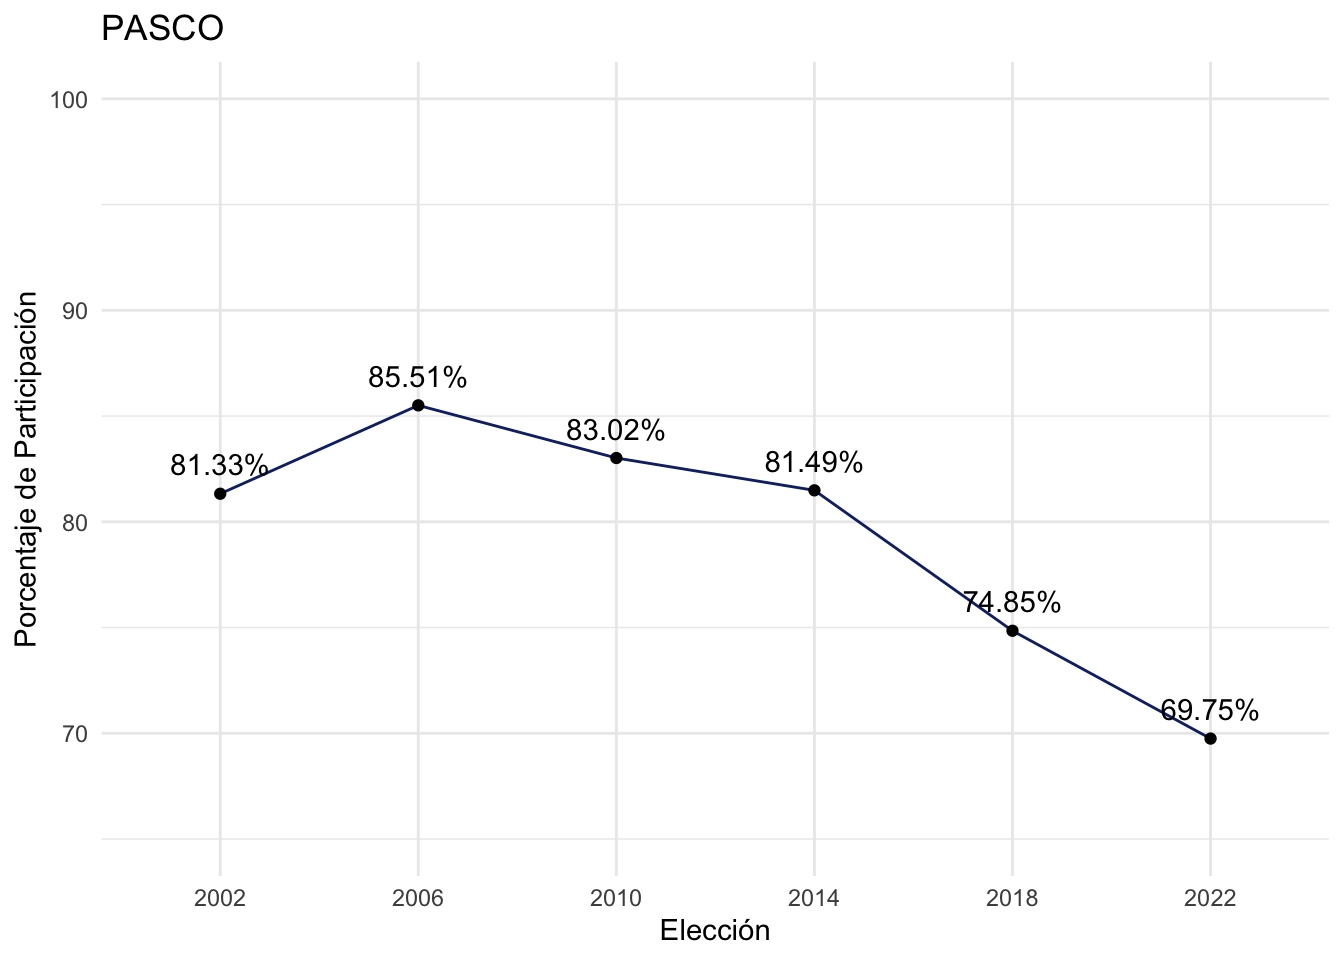 PASCO
100
90
80
70
Porcentaje de Participación
81.33%
85.51%
83.02%
81.49%
74.85%
69.75%
2002 2006 2010 2014 2018 2022
Elección